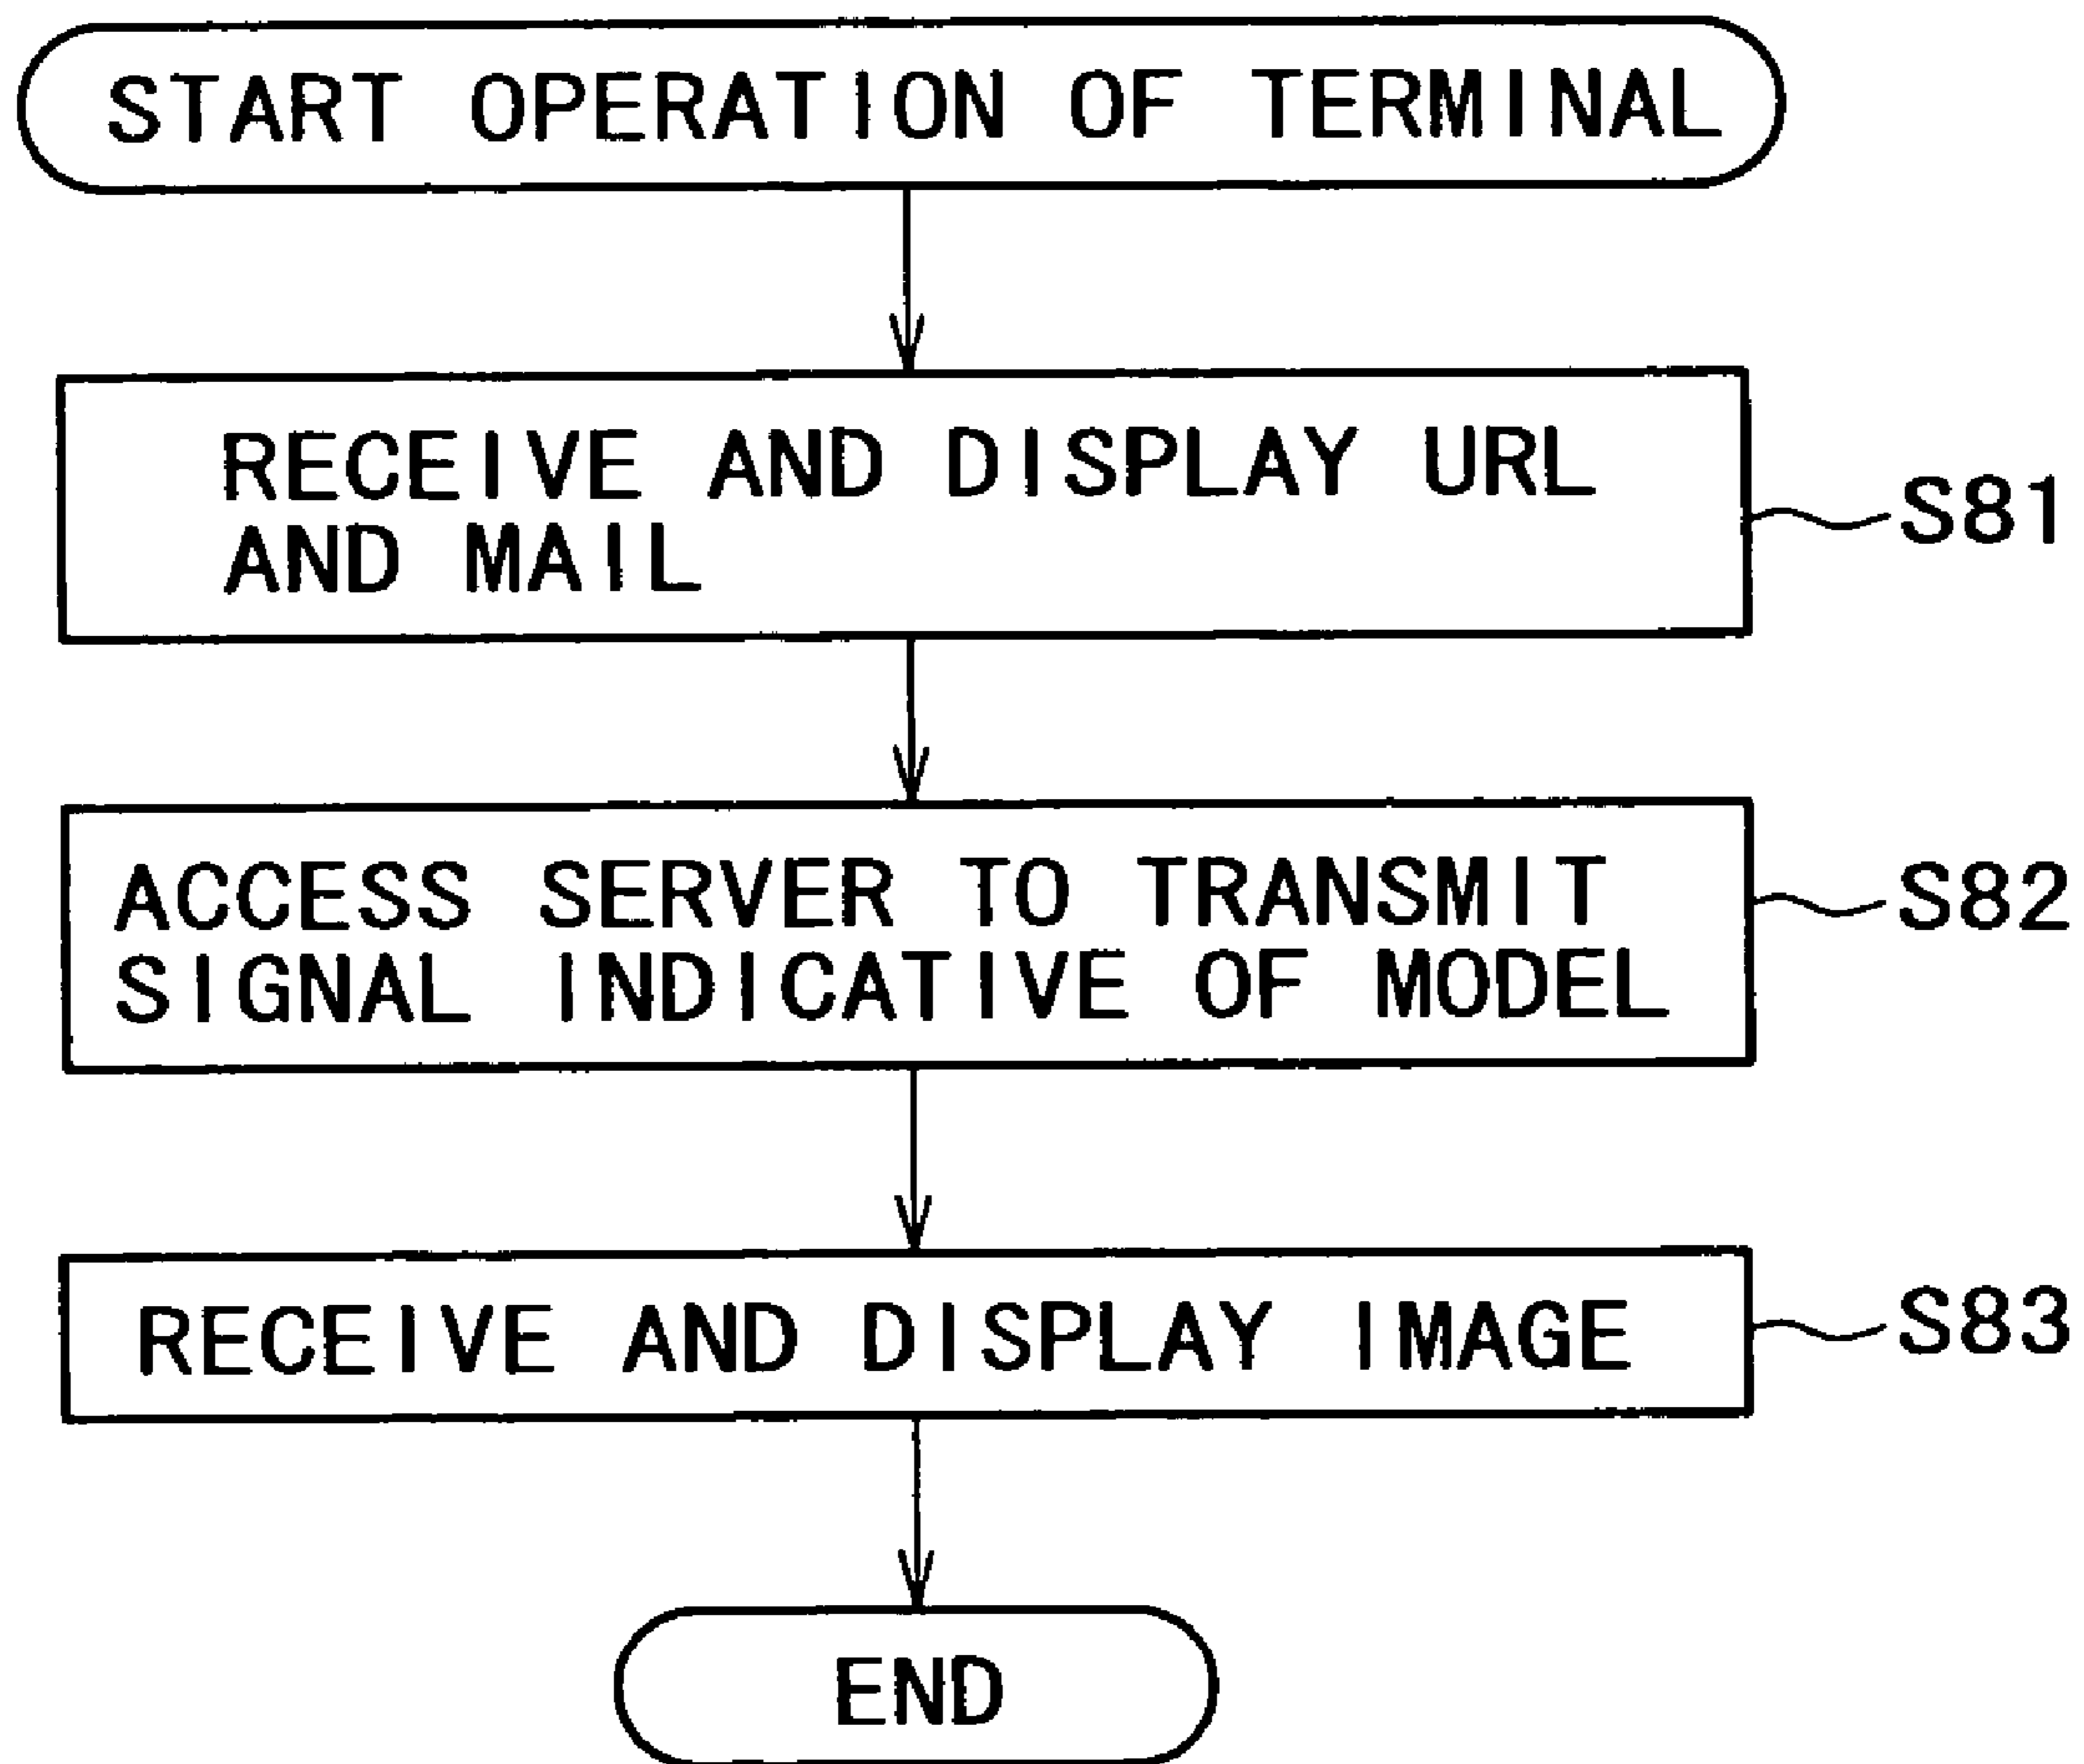 START OPERATION OF TERMINAL
RECEIVE AND DISPLAY URL
AND MAIL
S81
ACCESS SERVER TO TRANSMIT
SIGNAL INDICATIVE OF MODEL
S82
RECEIVE AND DISPLAY IMAGE
S83
END